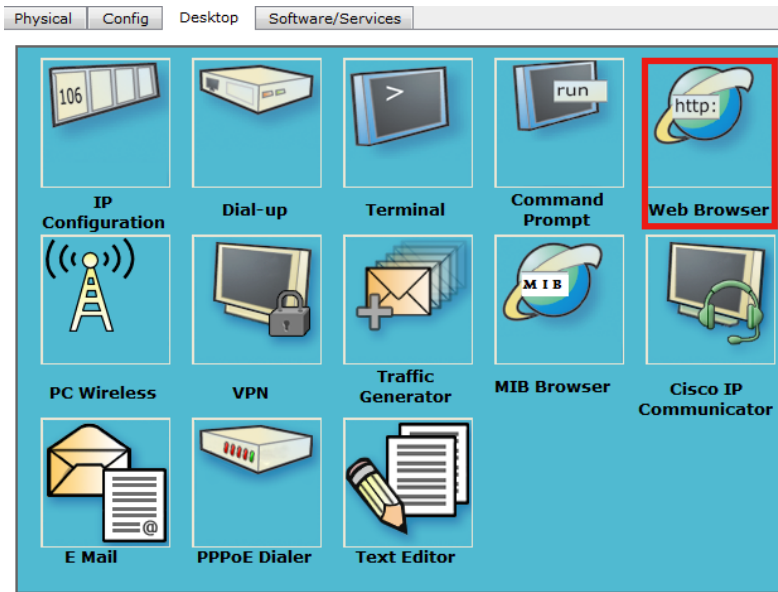 Physical Config Desktop Software/Services
106
>
run
http:
IP
Configuration
Dial-up
Terminal
Command
Prompt
Web Browser
MIB
PC Wireless
VPN
Traffic
Generator
MIB Browser
Cisco IP
Communicator
@
E Mail
PPPoE Dialer
Text Editor